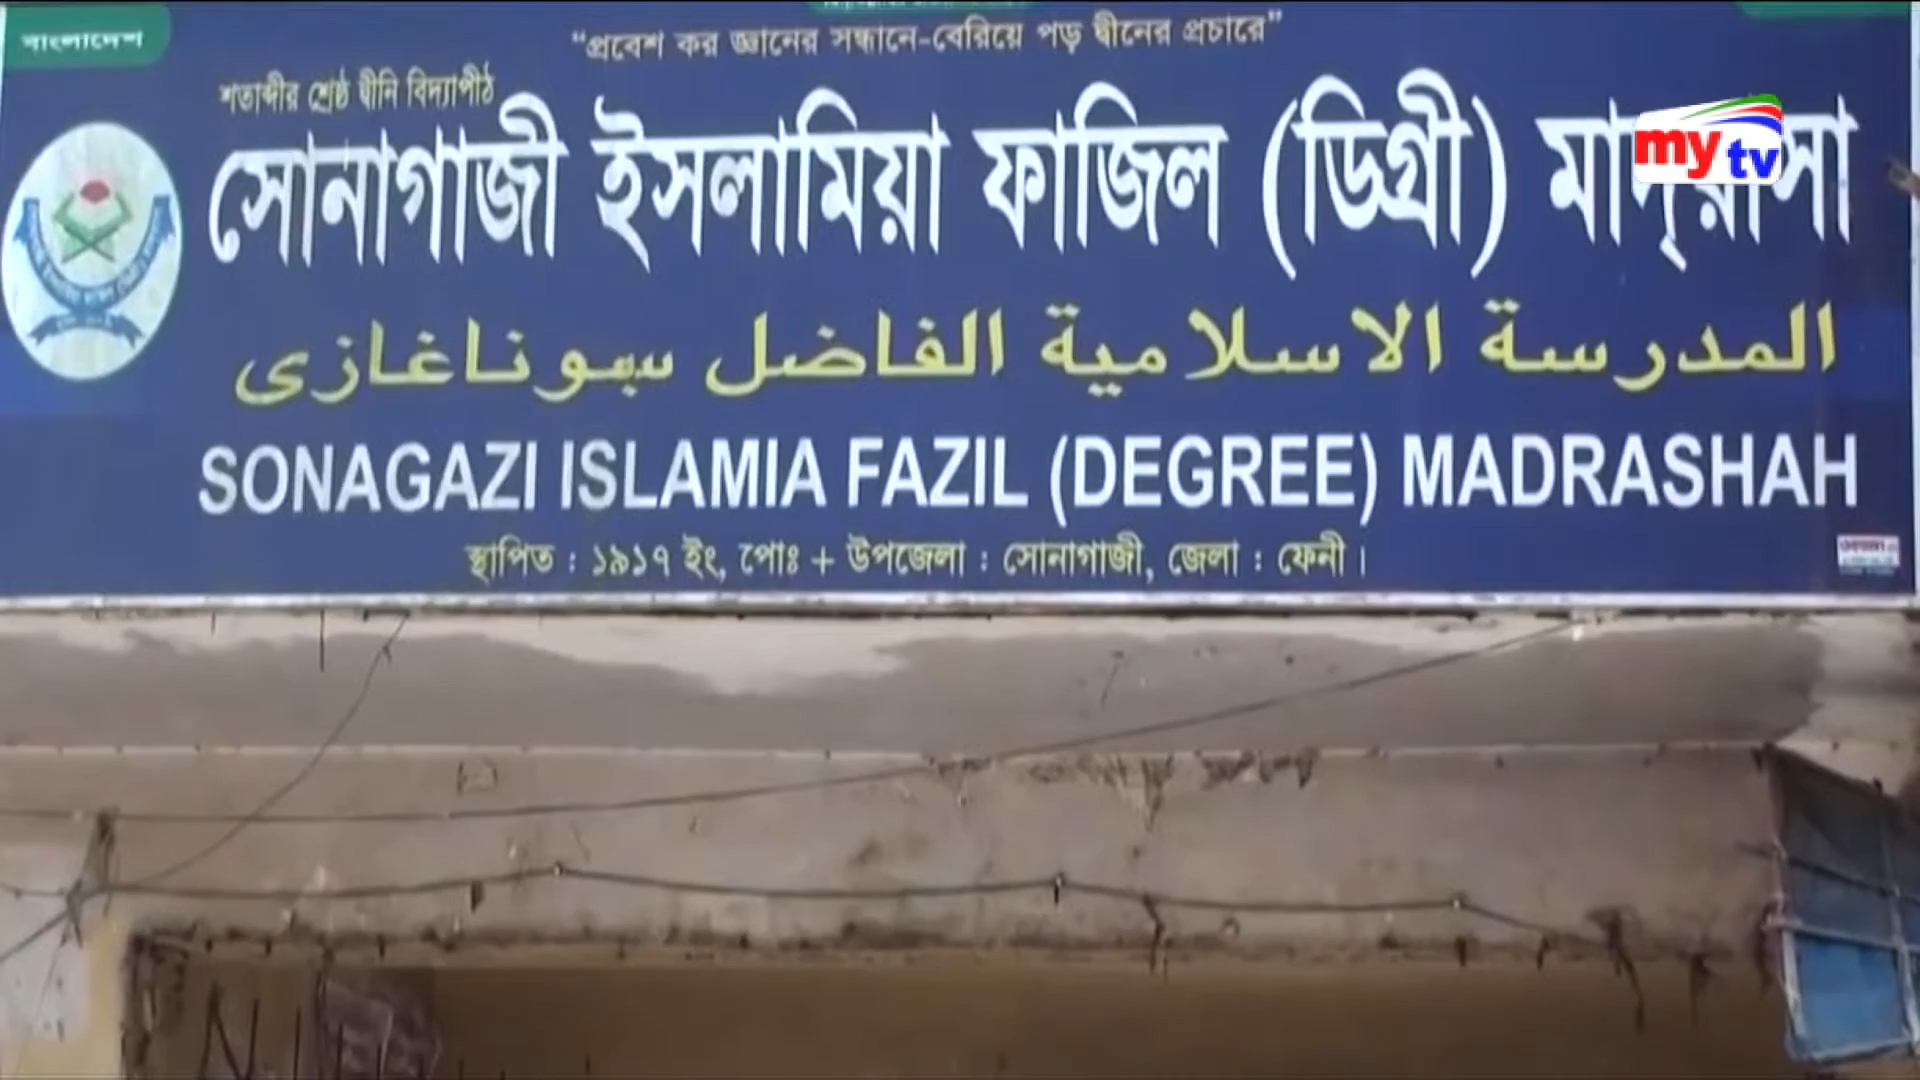 বাংলাদেশ
“প্রবেশ কর জ্ঞানের সন্ধানে-বেরিয়ে পড় দ্বীনের প্রচারে”
শতাব্দীর শ্রেষ্ঠ দ্বীনি বিদ্যাপীঠ
সোনাগাজী ইসলামিয়া ফাজিল (ডিগ্রী) মাদ্রাসা
my tv
المدرسة الاسلامية الفاضل سوناغازى
SONAGAZI ISLAMIA FAZIL (DEGREE) MADRASHAH
স্থাপিত : ১৯১৭ ইং, পোঃ + উপজেলা : সোনাগাজী, জেলা : ফেনী।